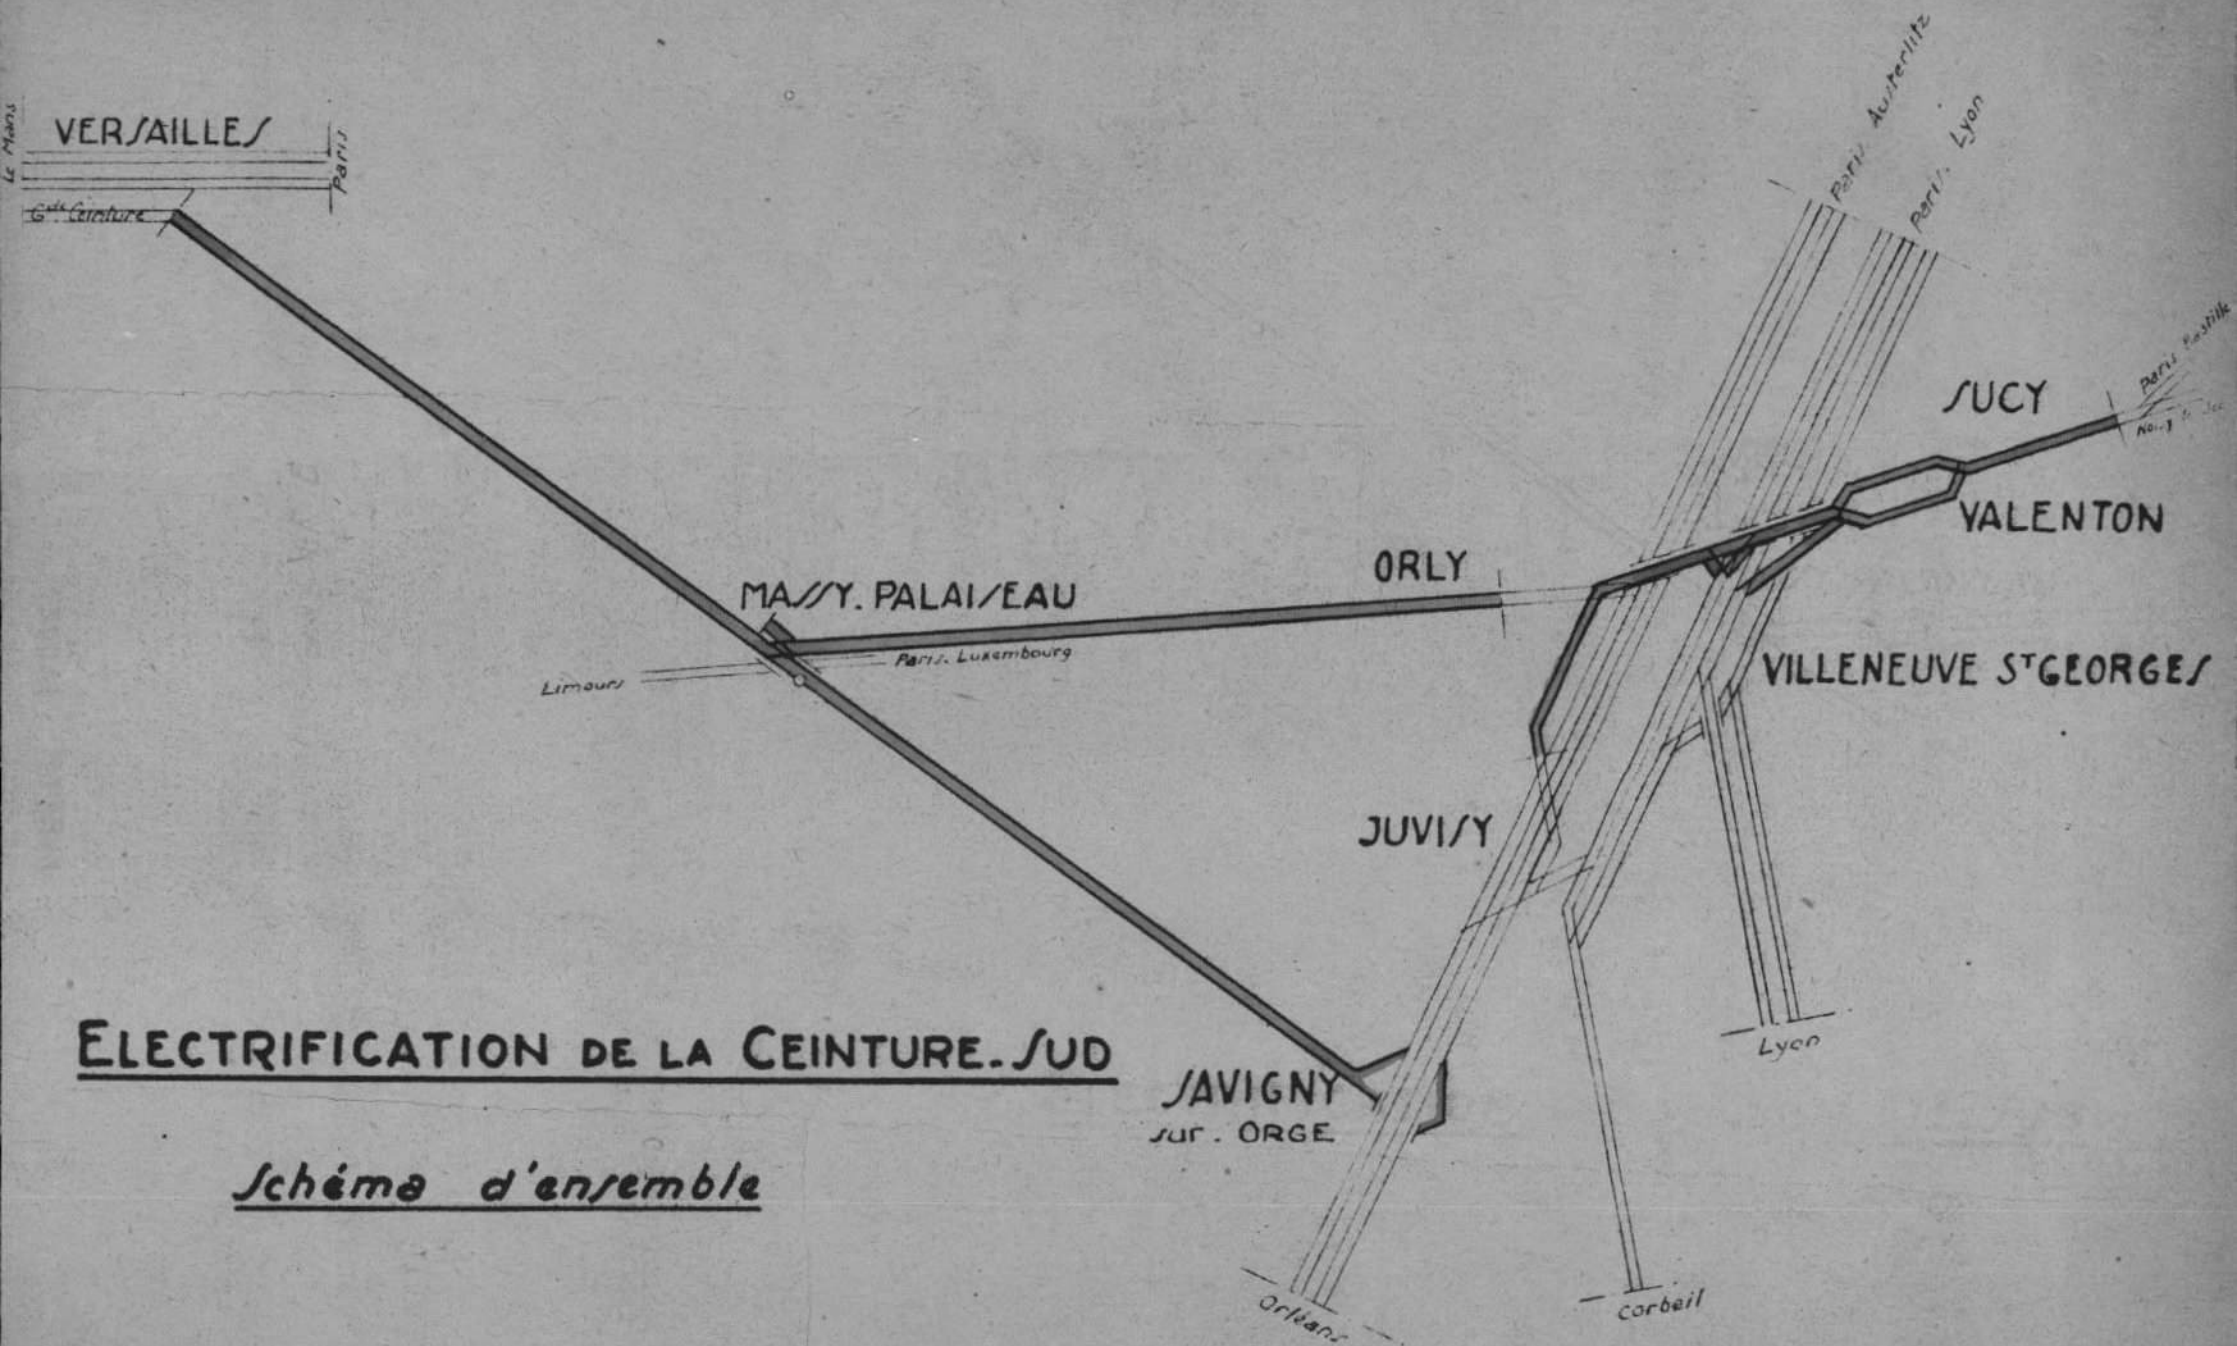 Paris Austerlitz
Paris. Lyon
Le Mans
VERSAILLES
Paris
Gde Ceinture
Paris Bastille
SUCY
VALENTON
ORLY
MASSY. PALAISEAU
Paris. Luxembourg
Limours
VILLENEUVE ST GEORGES
JUVISY
Lyon
ELECTRIFICATION DE LA CEINTURE-SUD
SAVIGNY
sur. ORGE
Schéma d'ensemble
Orléans
Corbeil